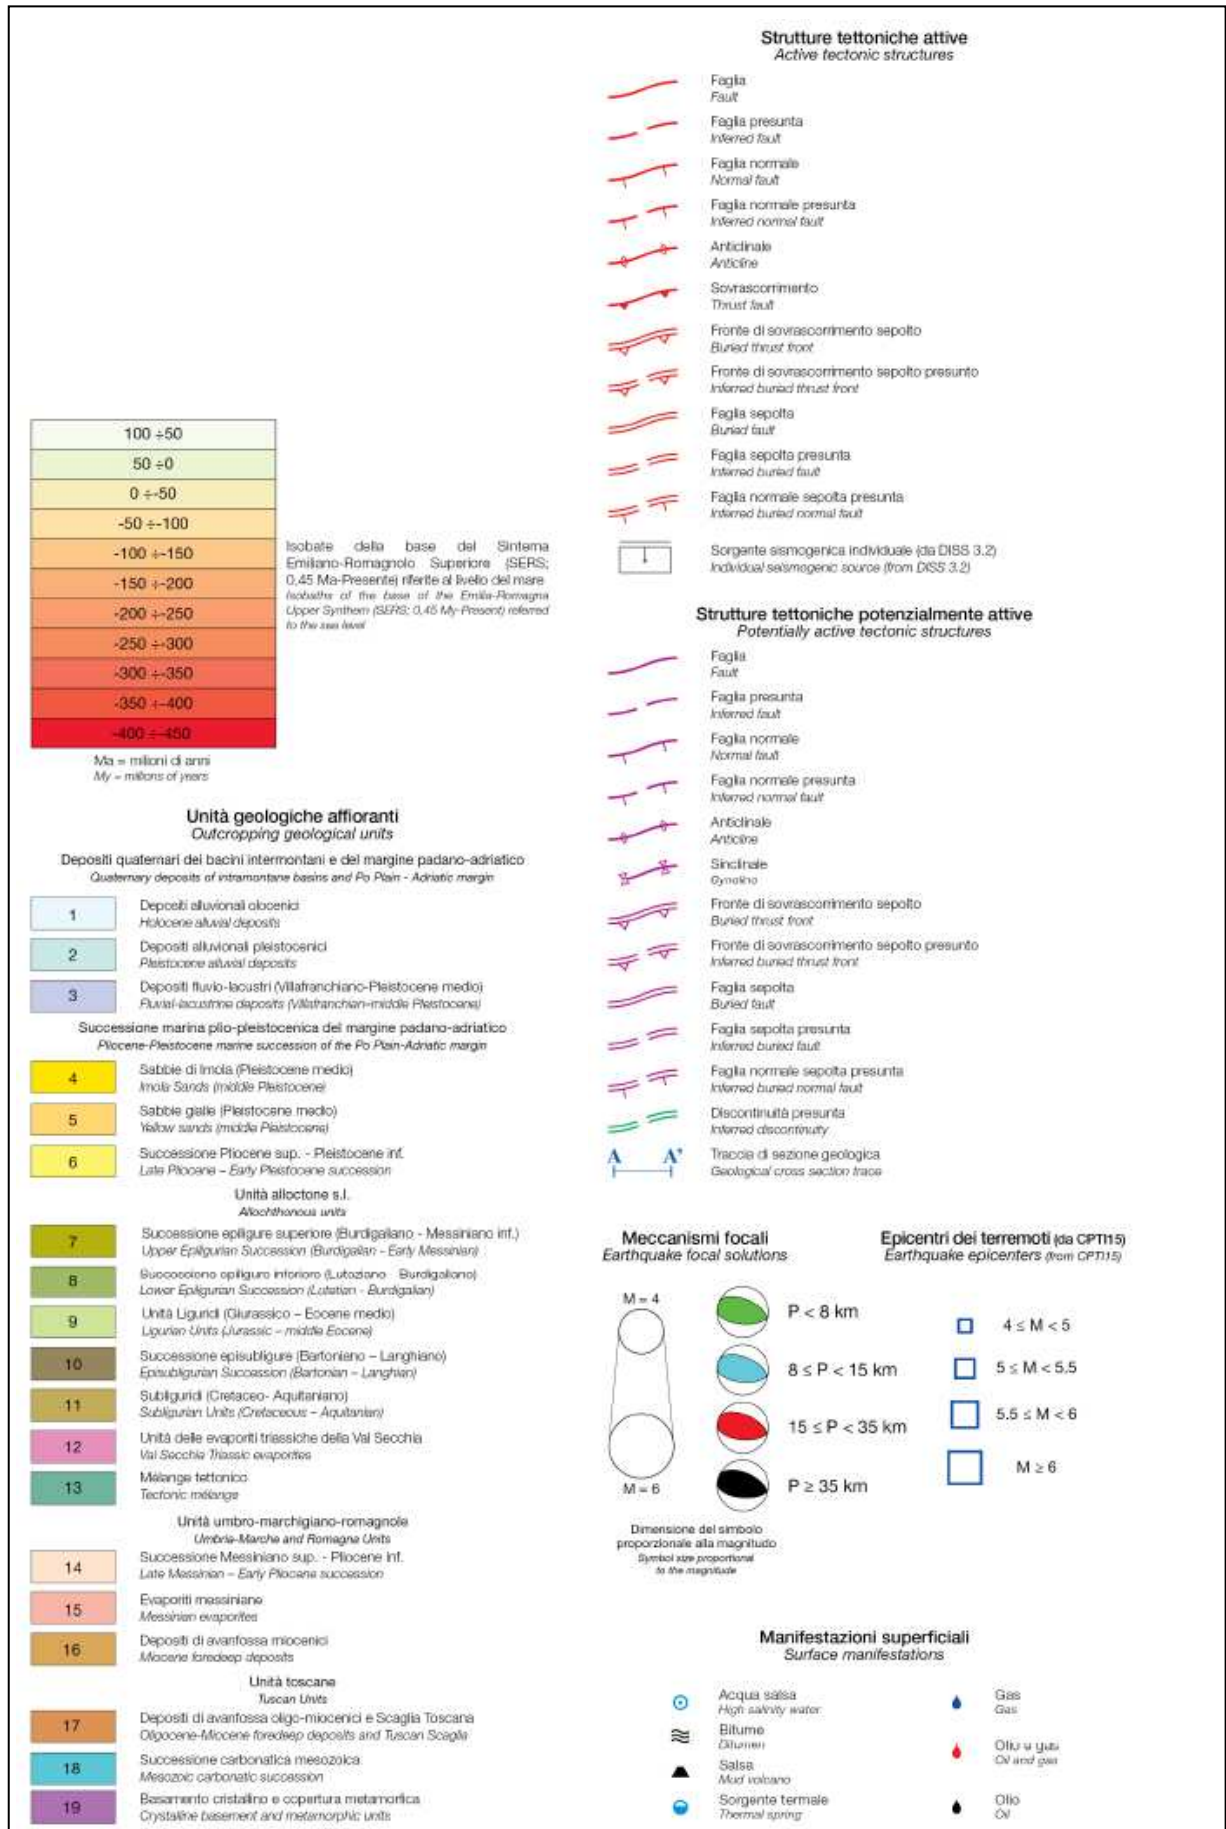 Strutture tettoniche attive
Active tectonic structures
Faglia
Fault
Faglia presunta
Inferred fault
Faglia normale
Normal fault
Faglia normale presunta
Inferred normal fault
Anticlinale
Anticline
Sovrascorrimento
Thrust fault
Fronte di sovrascorrimento sepolto
Buried thrust front
Fronte di sovrascorrimento sepolto presunto
Inferred buried thrust front
Faglia sepolta
Buried fault
Faglia sepolta presunta
Inferred buried fault
Faglia normale sepolta presunta
Inferred buried normal fault
Sorgente sismogenica individuale (da DISS 3.2)
Individual seismogenic source (from DISS 3.2)
100 ÷50
50 ÷0
0 ÷-50
-50 ÷-100
-100 ÷-150
-150 ÷-200
-200 ÷-250
-250 ÷-300
-300 ÷-350
-350 ÷-400
-400 ÷-450
Isobate della base del Sintema
Emiliano-Romagnolo Superiore (SERS;
0,45 Ma-Presente) riferite al livello del mare
Isobaths of the base of the Emilia-Romagna
Upper Synthem (SERS; 0,45 My-Present) referred
to the sea level
Ma = milioni di anni
My = millions of years
Strutture tettoniche potenzialmente attive
Potentially active tectonic structures
Faglia
Fault
Faglia presunta
Inferred fault
Faglia normale
Normal fault
Faglia normale presunta
Inferred normal fault
Anticlinale
Anticline
Sinclinale
Fronte di sovrascorrimento sepolto
Buried thrust front
Fronte di sovrascorrimento sepolto presunto
Inferred buried thrust front
Faglia sepolta
Buried fault
Faglia sepolta presunta
Inferred buried fault
Faglia normale sepolta presunta
Inferred buried normal fault
Discontinuità presunta
Inferred discontinuity
A A' Traccia di sezione geologica
Geological cross section trace
Unità geologiche affioranti
Outcropping geological units
Depositi quaternari dei bacini intermontani e del margine padano-adriatico
Quaternary deposits of intramontane basins and Po Plain - Adriatic margin
1 Depositi alluvionali olocenici
Holocene alluvial deposits
2 Depositi alluvionali pleistocenici
Pleistocene alluvial deposits
3 Depositi fluvio-lacustri (Villafranchiano-Pleistocene medio)
Fluvial-lacustrine deposits (Villafranchian-middle Pleistocene)
Successione marina plio-pleistocenica del margine padano-adriatico
Pliocene-Pleistocene marine succession of the Po Plain-Adriatic margin
4 Sabbie di Imola (Pleistocene medio)
Imola Sands (middle Pleistocene)
5 Sabbie gialle (Pleistocene medio)
Yellow sands (middle Pleistocene)
6 Successione Pliocene sup. - Pleistocene inf.
Late Pliocene – Early Pleistocene succession
Unità alloctone s.l.
Allochthonous units
7 Successione epiligure superiore (Burdigaliano - Messiniano inf.)
Upper Epiligurian Succession (Burdigalian - Early Messinian)
8 Successione epiligure inferiore (Luteziano - Burdigaliano)
Lower Epiligurian Succession (Lutetian - Burdigalian)
9 Unità Liguridi (Giurassico – Eocene medio)
Ligurian Units (Jurassic – middle Eocene)
10 Successione episubligure (Bartoniano – Langhiano)
Episubligurian Succession (Bartonian – Langhian)
11 Subliguridi (Cretaceo- Aquitaniano)
Subligurian Units (Cretaceous – Aquitanian)
12 Unità delle evaporiti triassiche della Val Secchia
Val Secchia Triassic evaporites
13 Mélange tettonico
Tectonic mélange
Unità umbro-marchigiano-romagnole
Umbria-Marche and Romagna Units
14 Successione Messiniano sup. - Pliocene inf.
Late Messinian – Early Pliocene succession
15 Evaporiti messiniane
Messinian evaporites
16 Depositi di avanfossa miocenici
Miocene foredeep deposits
Unità toscane
Tuscan Units
17 Depositi di avanfossa oligo-miocenici e Scaglia Toscana
Oligocene-Miocene foredeep deposits and Tuscan Scaglia
18 Successione carbonatica mesozoica
Mesozoic carbonatic succession
19 Basamento cristalino e copertura metamorfica
Crystalline basement and metamorphic units
Meccanismi focali
Earthquake focal solutions
M = 4
M = 6
P < 8 km
8 ≤ P < 15 km
15 ≤ P < 35 km
P ≥ 35 km
Dimensione del simbolo
proporzionale alla magnitudo
Symbol size proportional
to the magnitude
Epicentri dei terremoti (da CPTI15)
Earthquake epicenters (from CPTI15)
4 ≤ M < 5
5 ≤ M < 5.5
5.5 ≤ M < 6
M ≥ 6
Manifestazioni superficiali
Surface manifestations
Acqua salsa
High salinity water
Bitume
Bitumen
Salsa
Mud volcano
Sorgente termale
Thermal spring
Gas
Gas
Olio e gas
Oil and gas
Olio
Oil